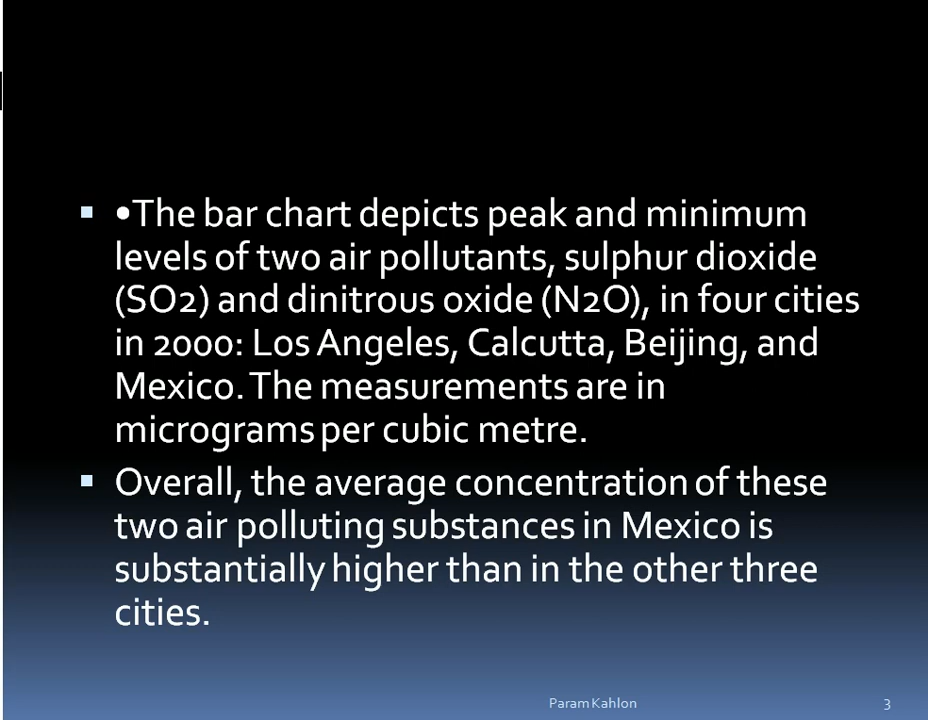 ▪ •The bar chart depicts peak and minimum
levels of two air pollutants, sulphur dioxide
(SO2) and dinitrous oxide (N2O), in four cities
in 2000: Los Angeles, Calcutta, Beijing, and
Mexico. The measurements are in
micrograms per cubic metre.
▪ Overall, the average concentration of these
two air polluting substances in Mexico is
substantially higher than in the other three
cities.
Param Kahlon 3